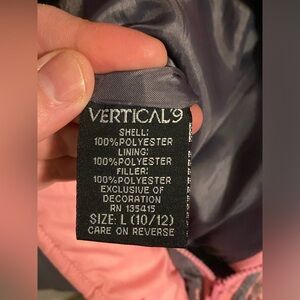 VERTICAL'9
SHELL:
100%POLYESTER
LINING:
100%POLYESTER
FILLER:
100%POLYESTER
EXCLUSIVE OF
DECORATION
RN 135415
SIZE: L (10/12)
CARE ON REVERSE